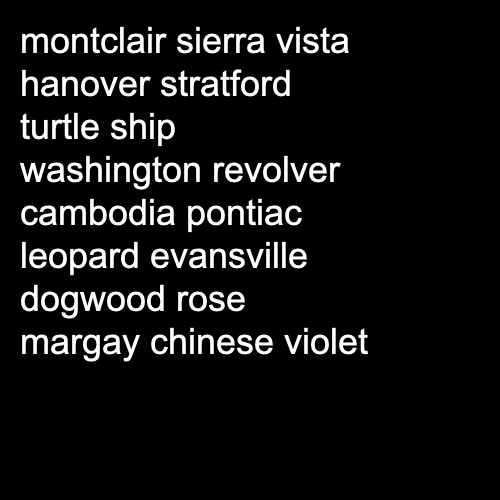 montclair sierra vista
hanover stratford
turtle ship
washington revolver
cambodia pontiac
leopard evansville
dogwood rose
margay chinese violet